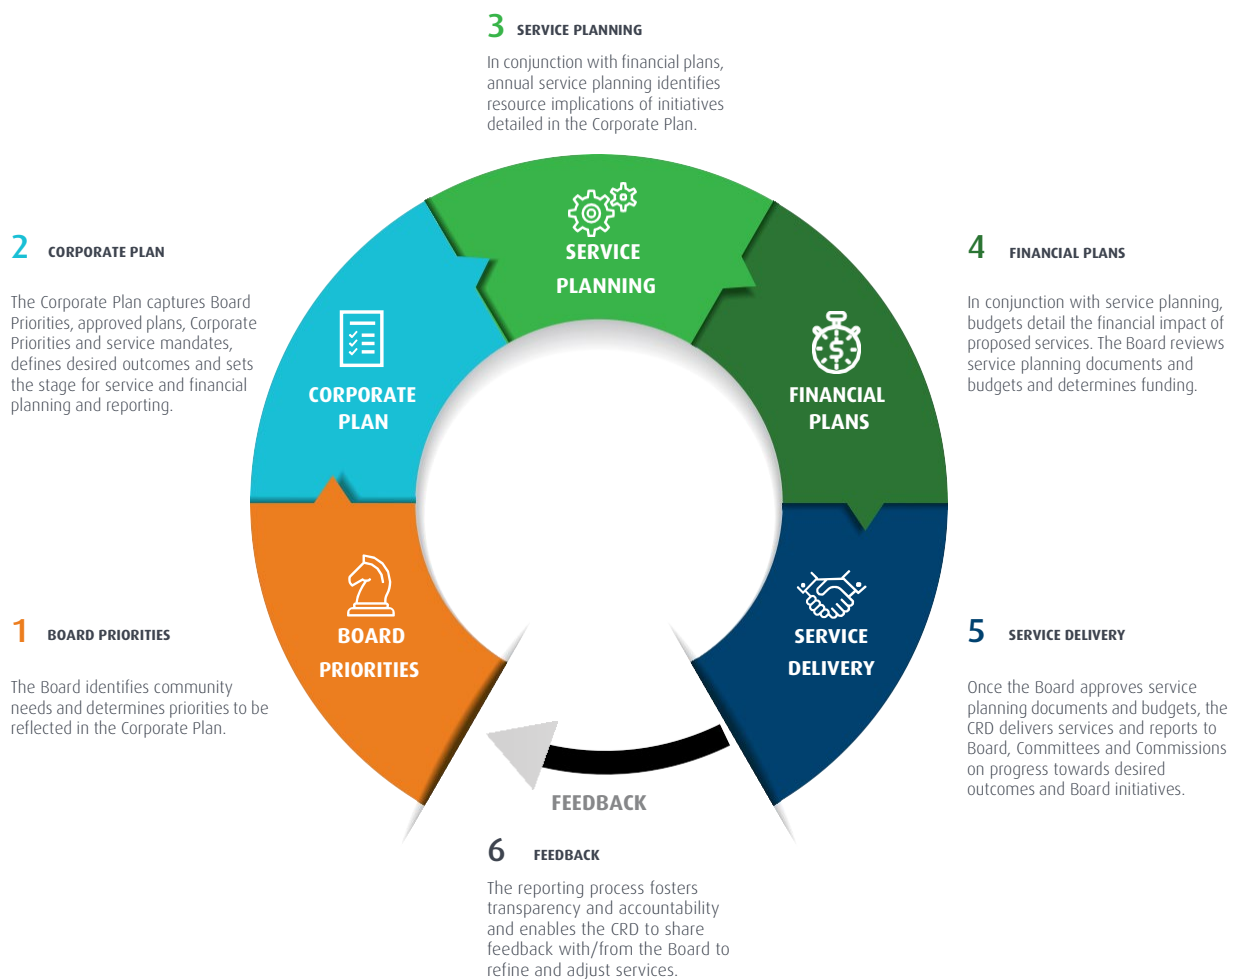 3 SERVICE PLANNING
In conjunction with financial plans,
annual service planning identifies
resource implications of initiatives
detailed in the Corporate Plan.
2 CORPORATE PLAN
The Corporate Plan captures Board
Priorities, approved plans, Corporate
Priorities and service mandates,
defines desired outcomes and sets
the stage for service and financial
planning and reporting.
SERVICE
PLANNING
4 FINANCIAL PLANS
In conjunction with service planning,
budgets detail the financial impact of
proposed services. The Board reviews
service planning documents and
budgets and determines funding.
CORPORATE
PLAN
$
FINANCIAL
PLANS
1 BOARD PRIORITIES
The Board identifies community
needs and determines priorities to be
reflected in the Corporate Plan.
BOARD
PRIORITIES
SERVICE
DELIVERY
5 SERVICE DELIVERY
Once the Board approves service
planning documents and budgets, the
CRD delivers services and reports to
Board, Committees and Commissions
on progress towards desired
outcomes and Board initiatives.
FEEDBACK
6 FEEDBACK
The reporting process fosters
transparency and accountability
and enables the CRD to share
feedback with/from the Board to
refine and adjust services.